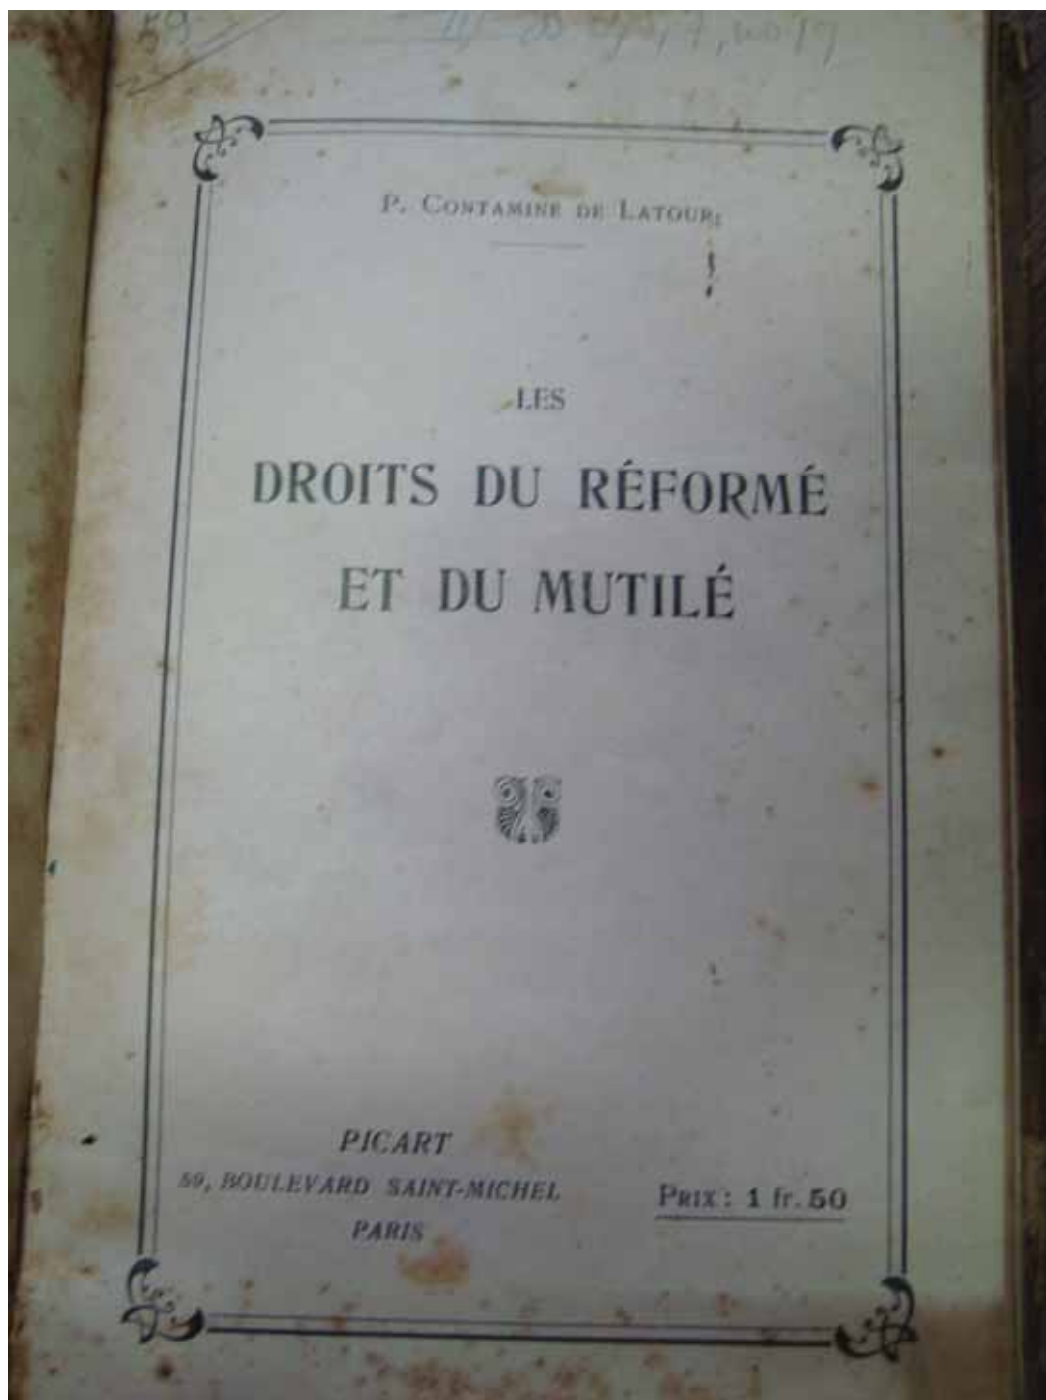 59
P. CONTAMINE DE LATOUR
LES
DROITS DU RÉFORMÉ
ET DU MUTILÉ
PICART
59, BOULEVARD SAINT-MICHEL
PARIS
PRIX : 1 fr. 50